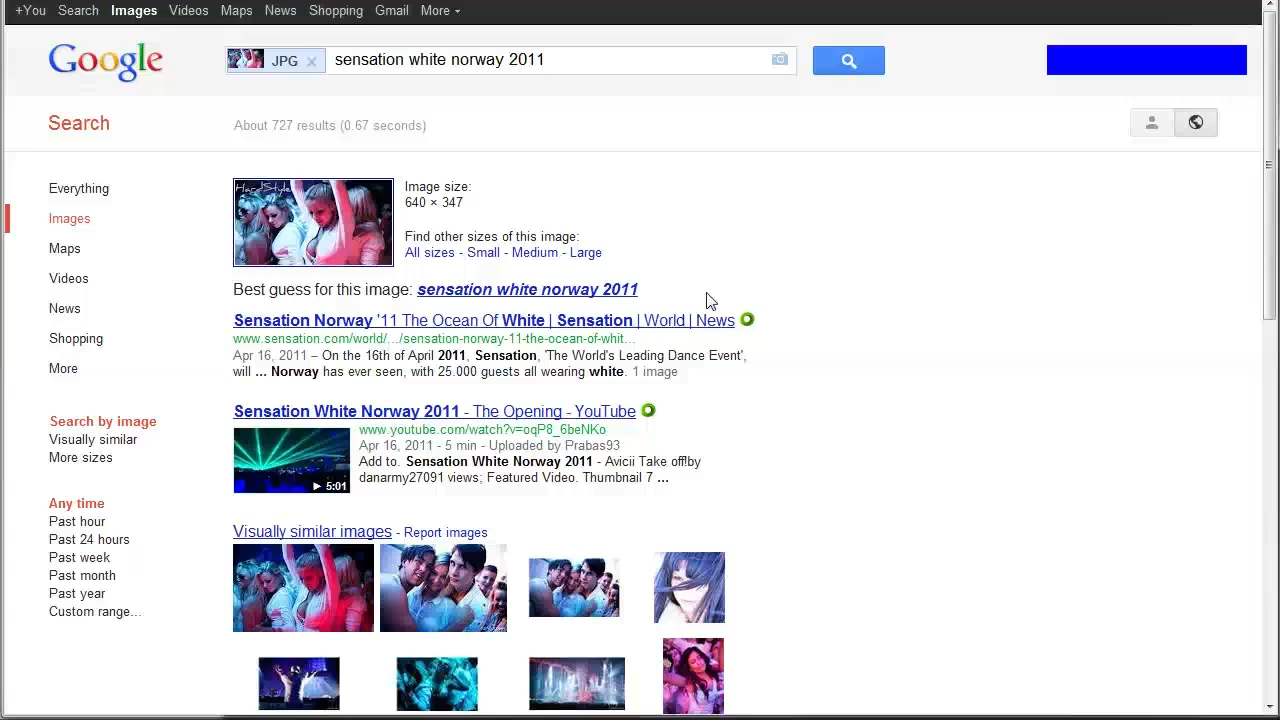 +You Search Images Videos Maps News Shopping Gmail More
Google
JPG
sensation white norway 2011
Search
About 727 results (0.67 seconds)
Everything
Images
Maps
Videos
News
Shopping
More
Search by image
Visually similar
More sizes
Any time
Past hour
Past 24 hours
Past week
Past month
Past year
Custom range...
HardStyle
Image size:
640 × 347
Find other sizes of this image:
All sizes - Small - Medium - Large
Best guess for this image: sensation white norway 2011
Sensation Norway '11 The Ocean Of White | Sensation | World | News
www.sensation.com/world/.../sensation-norway-11-the-ocean-of-whit...
Apr 16, 2011 – On the 16th of April 2011, Sensation, 'The World's Leading Dance Event',
will ... Norway has ever seen, with 25.000 guests all wearing white. 1 image
Sensation White Norway 2011 - The Opening - YouTube
www.youtube.com/watch?v=oqP8_6beNKo
Apr 16, 2011 - 5 min - Uploaded by Prabas93
Add to. Sensation White Norway 2011 - Avicii Take off!by
danarmy27091 views; Featured Video. Thumbnail 7 ...
5:01
Visually similar images - Report images